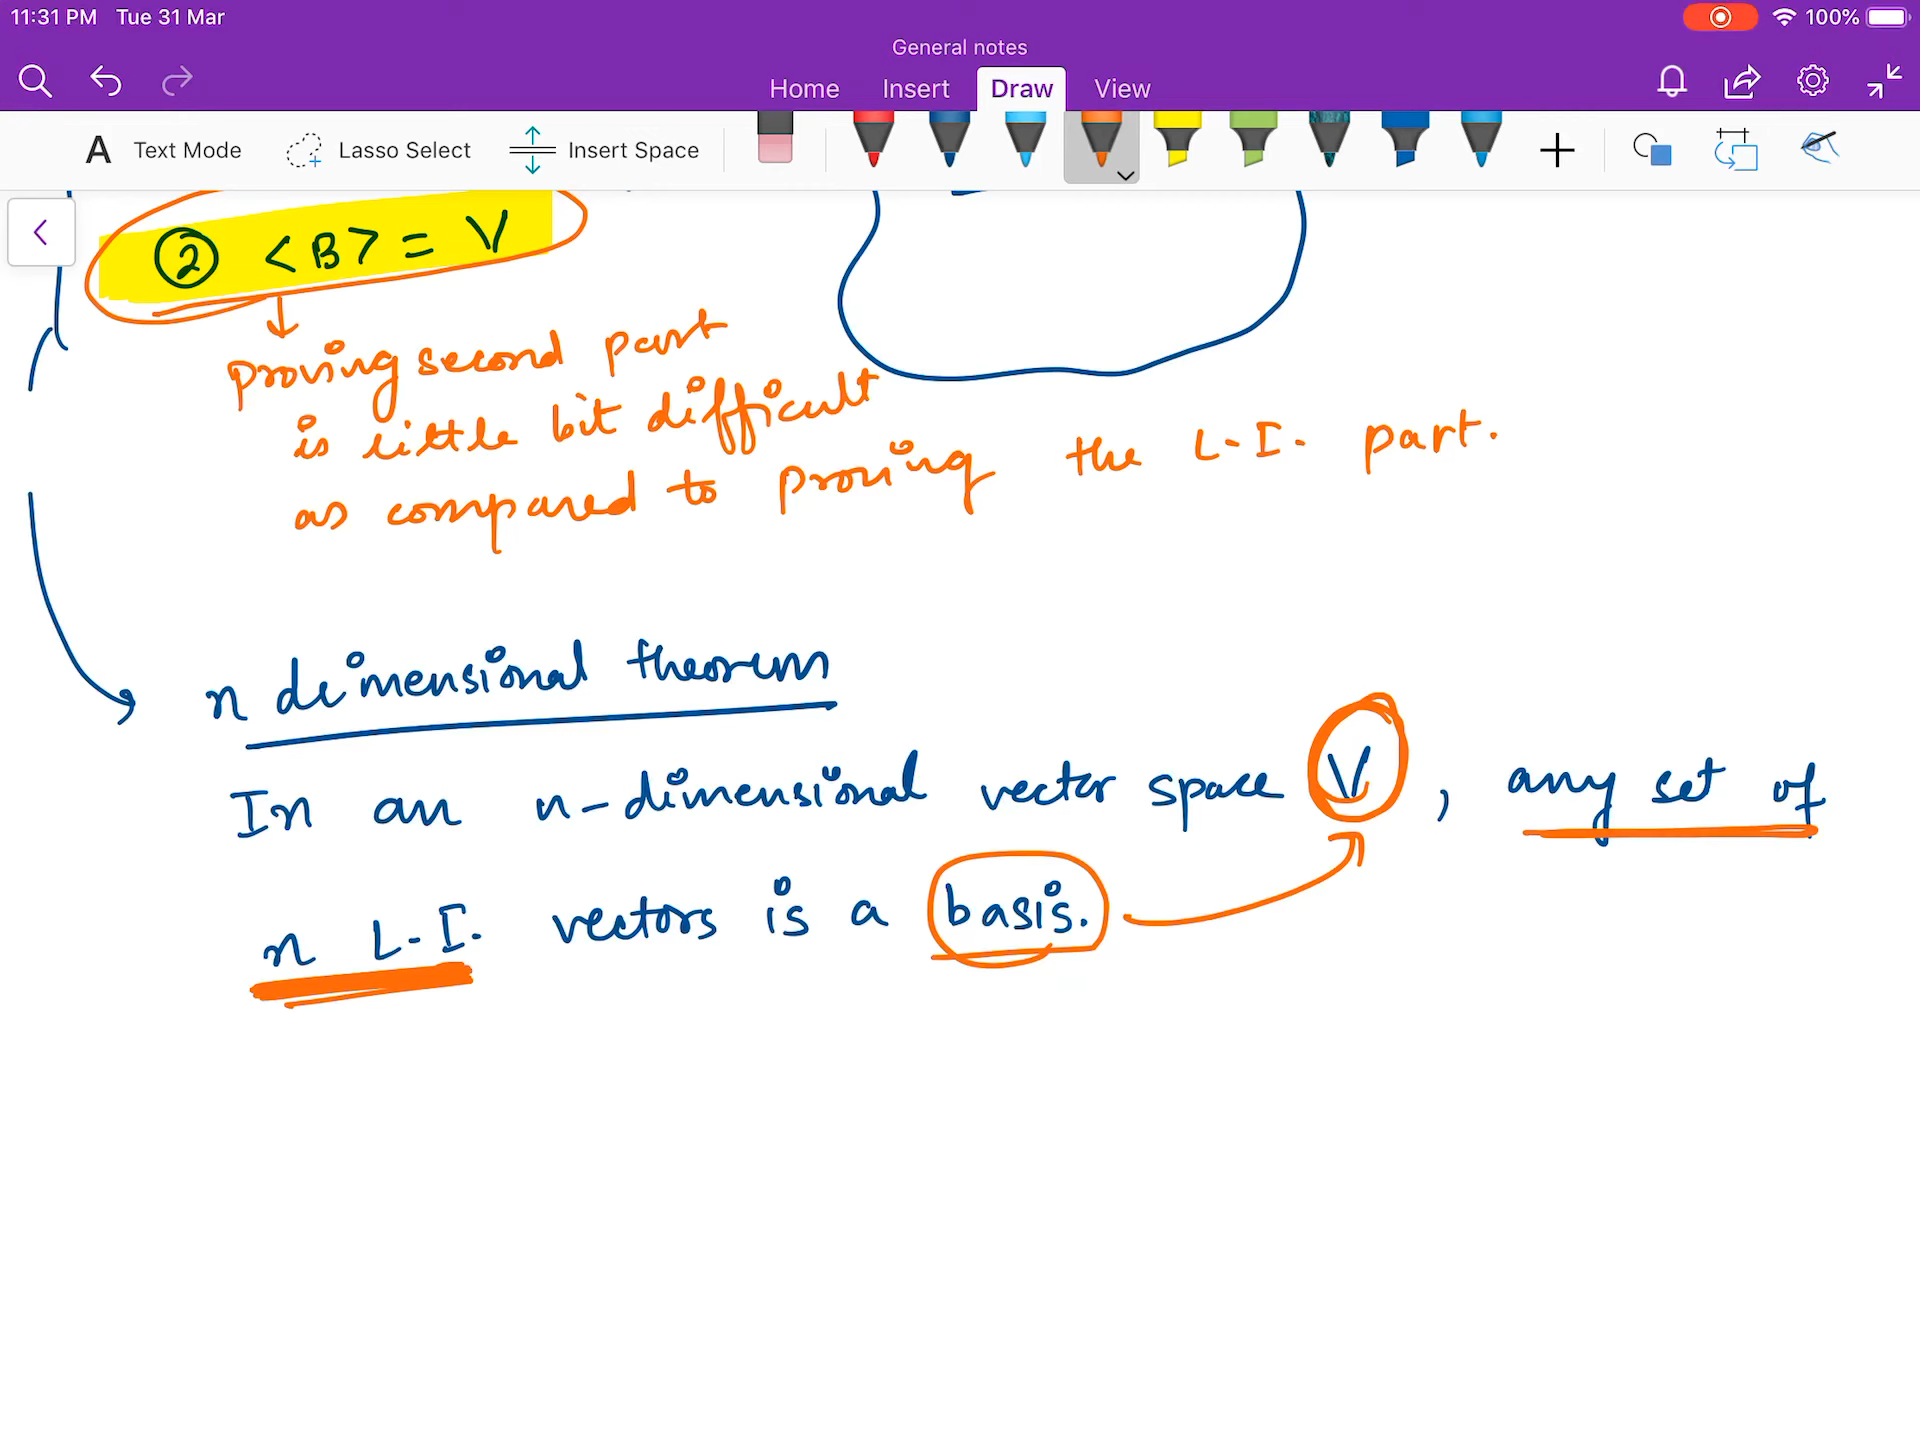 11:31 PM Tue 31 Mar
100%
General notes
Home Insert Draw View
A Text Mode Lasso Select Insert Space
② <B> = V
proving second part
is little bit difficult
as compared to proving the L.I. part.
n dimensional theorem
In an n-dimensional vector space V, any set of
n L.I. vectors is a basis.